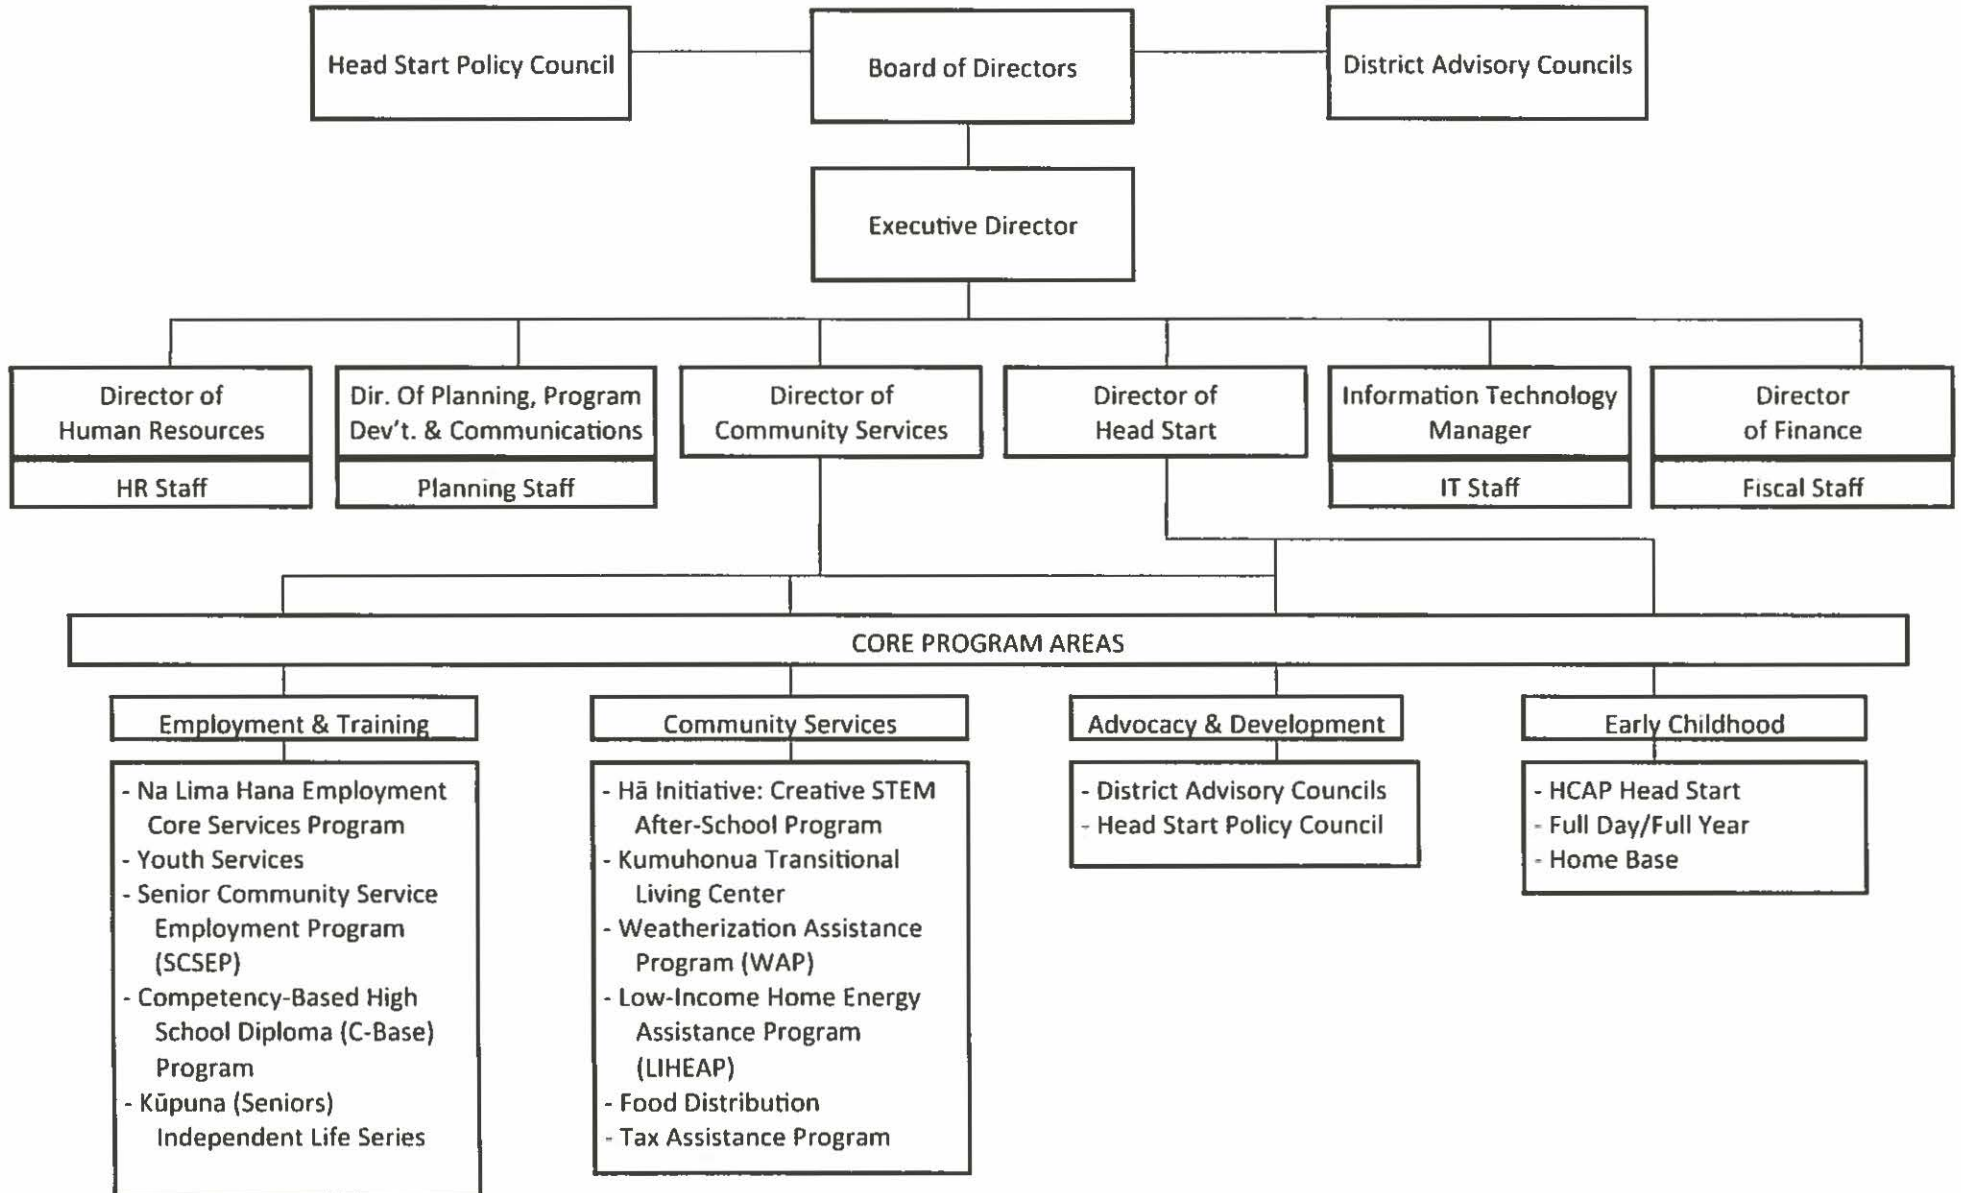 Head Start Policy Council
Board of Directors
District Advisory Councils
Executive Director
Director of
Human Resources
HR Staff
Dir. Of Planning, Program
Dev't. & Communications
Planning Staff
Director of
Community Services
Director of
Head Start
Information Technology
Manager
IT Staff
Director
of Finance
Fiscal Staff
CORE PROGRAM AREAS
Employment & Training
- Na Lima Hana Employment
Core Services Program
- Youth Services
- Senior Community Service
Employment Program
(SCSEP)
- Competency-Based High
School Diploma (C-Base)
Program
- Kūpuna (Seniors)
Independent Life Series
Community Services
- Hā Initiative: Creative STEM
After-School Program
- Kumuhonua Transitional
Living Center
- Weatherization Assistance
Program (WAP)
- Low-Income Home Energy
Assistance Program
(LIHEAP)
- Food Distribution
- Tax Assistance Program
Advocacy & Development
- District Advisory Councils
- Head Start Policy Council
Early Childhood
- HCAP Head Start
- Full Day/Full Year
- Home Base